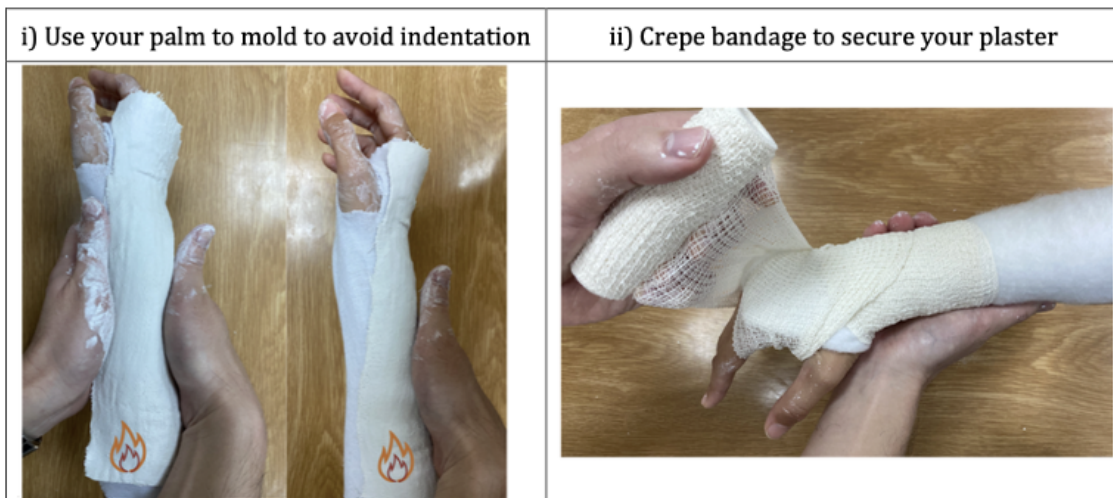 i) Use your palm to mold to avoid indentation
ii) Crepe bandage to secure your plaster